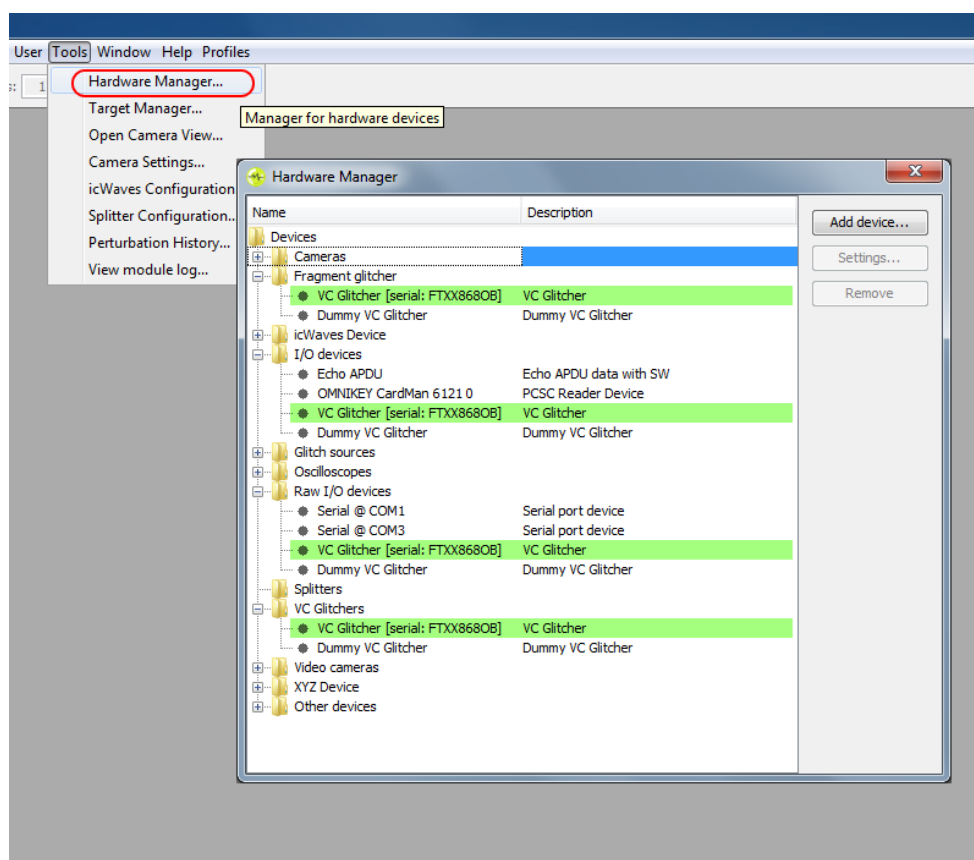 User Tools Window Help Profiles
s: 1
Hardware Manager...
Target Manager...
Manager for hardware devices
Open Camera View...
Camera Settings...
icWaves Configuration
Splitter Configuration..
Perturbation History...
View module log...
Hardware Manager
Name Description
Add device...
Settings...
Remove
Devices
Cameras
Fragment glitcher
VC Glitcher [serial: FTXX868OB] VC Glitcher
Dummy VC Glitcher Dummy VC Glitcher
icWaves Device
I/O devices
Echo APDU Echo APDU data with SW
OMNIKEY CardMan 6121 0 PCSC Reader Device
VC Glitcher [serial: FTXX868OB] VC Glitcher
Dummy VC Glitcher Dummy VC Glitcher
Glitch sources
Oscilloscopes
Raw I/O devices
Serial @ COM1 Serial port device
Serial @ COM3 Serial port device
VC Glitcher [serial: FTXX868OB] VC Glitcher
Dummy VC Glitcher Dummy VC Glitcher
Splitters
VC Glitchers
VC Glitcher [serial: FTXX868OB] VC Glitcher
Dummy VC Glitcher Dummy VC Glitcher
Video cameras
XYZ Device
Other devices